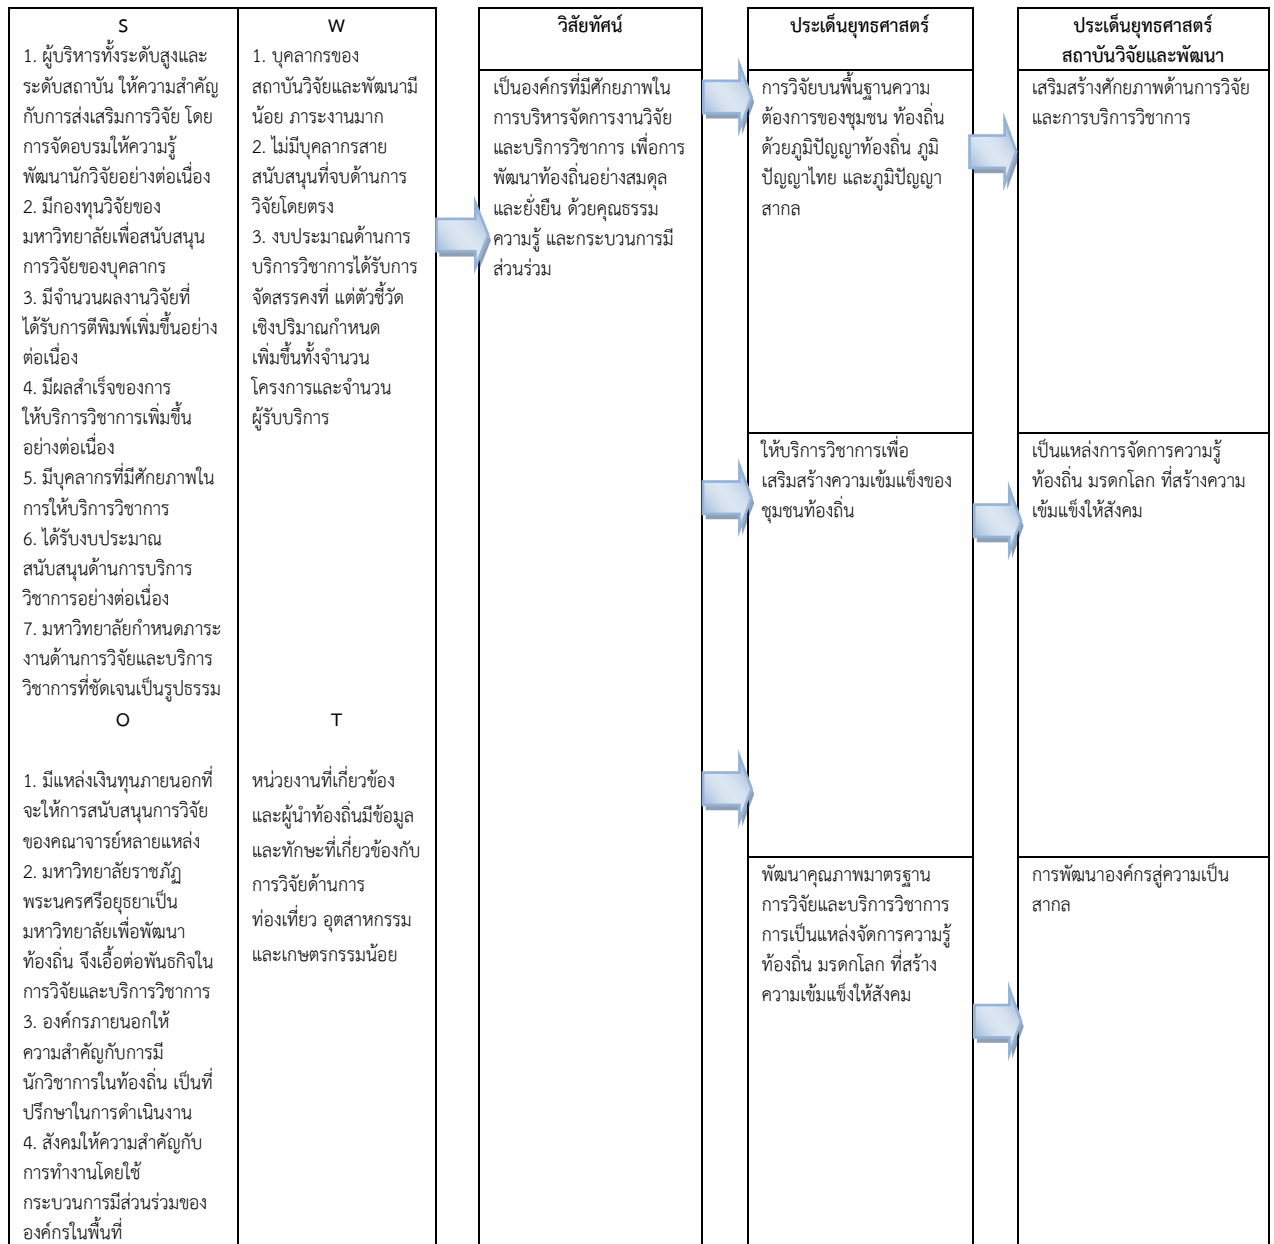 S
1. ผู้บริหารทั้งระดับสูงและ
ระดับสถาบัน ให้ความสำคัญ
กับการส่งเสริมการวิจัย โดย
การจัดอบรมให้ความรู้
พัฒนานักวิจัยอย่างต่อเนื่อง
2. มีกองทุนวิจัยของ
มหาวิทยาลัยเพื่อสนับสนุน
การวิจัยของบุคลากร
3. มีจำนวนผลงานวิจัยที่
ได้รับการตีพิมพ์เพิ่มขึ้นอย่าง
ต่อเนื่อง
4. มีผลสำเร็จของการ
ให้บริการวิชาการเพิ่มขึ้น
อย่างต่อเนื่อง
5. มีบุคลากรที่มีศักยภาพใน
การให้บริการวิชาการ
6. ได้รับงบประมาณ
สนับสนุนด้านการบริการ
วิชาการอย่างต่อเนื่อง
7. มหาวิทยาลัยกำหนดภาระ
งานด้านการวิจัยและบริการ
วิชาการที่ชัดเจนเป็นรูปธรรม
W
1. บุคลากรของ
สถาบันวิจัยและพัฒนามี
น้อย ภาระงานมาก
2. ไม่มีบุคลากรสาย
สนับสนุนที่จบด้านการ
วิจัยโดยตรง
3. งบประมาณด้านการ
บริการวิชาการได้รับการ
จัดสรรคงที่ แต่ตัวชี้วัด
เชิงปริมาณกำหนด
เพิ่มขึ้นทั้งจำนวน
โครงการและจำนวน
ผู้รับบริการ
O
1. มีแหล่งเงินทุนภายนอกที่
จะให้การสนับสนุนการวิจัย
ของคณาจารย์หลายแหล่ง
2. มหาวิทยาลัยราชภัฏ
พระนครศรีอยุธยาเป็น
มหาวิทยาลัยเพื่อพัฒนา
ท้องถิ่น จึงเอื้อต่อพันธกิจใน
การวิจัยและบริการวิชาการ
3. องค์กรภายนอกให้
ความสำคัญกับการมี
นักวิชาการในท้องถิ่น เป็นที่
ปรึกษาในการดำเนินงาน
4. สังคมให้ความสำคัญกับ
การทำงานโดยใช้
กระบวนการมีส่วนร่วมของ
องค์กรในพื้นที่
T
หน่วยงานที่เกี่ยวข้อง
และผู้นำท้องถิ่นมีข้อมูล
และทักษะที่เกี่ยวข้องกับ
การวิจัยด้านการ
ท่องเที่ยว อุตสาหกรรม
และเกษตรกรรมน้อย
วิสัยทัศน์
เป็นองค์กรที่มีศักยภาพใน
การบริหารจัดการงานวิจัย
และบริการวิชาการ เพื่อการ
พัฒนาท้องถิ่นอย่างสมดุล
และยั่งยืน ด้วยคุณธรรม
ความรู้ และกระบวนการมี
ส่วนร่วม
ประเด็นยุทธศาสตร์
การวิจัยบนพื้นฐานความ
ต้องการของชุมชน ท้องถิ่น
ด้วยภูมิปัญญาท้องถิ่น ภูมิ
ปัญญาไทย และภูมิปัญญา
สากล
ให้บริการวิชาการเพื่อ
เสริมสร้างความเข้มแข็งของ
ชุมชนท้องถิ่น
พัฒนาคุณภาพมาตรฐาน
การวิจัยและบริการวิชาการ
การเป็นแหล่งจัดการความรู้
ท้องถิ่น มรดกโลก ที่สร้าง
ความเข้มแข็งให้สังคม
ประเด็นยุทธศาสตร์
สถาบันวิจัยและพัฒนา
เสริมสร้างศักยภาพด้านการวิจัย
และการบริการวิชาการ
เป็นแหล่งการจัดการความรู้
ท้องถิ่น มรดกโลก ที่สร้างความ
เข้มแข็งให้สังคม
การพัฒนาองค์กรสู่ความเป็น
สากล